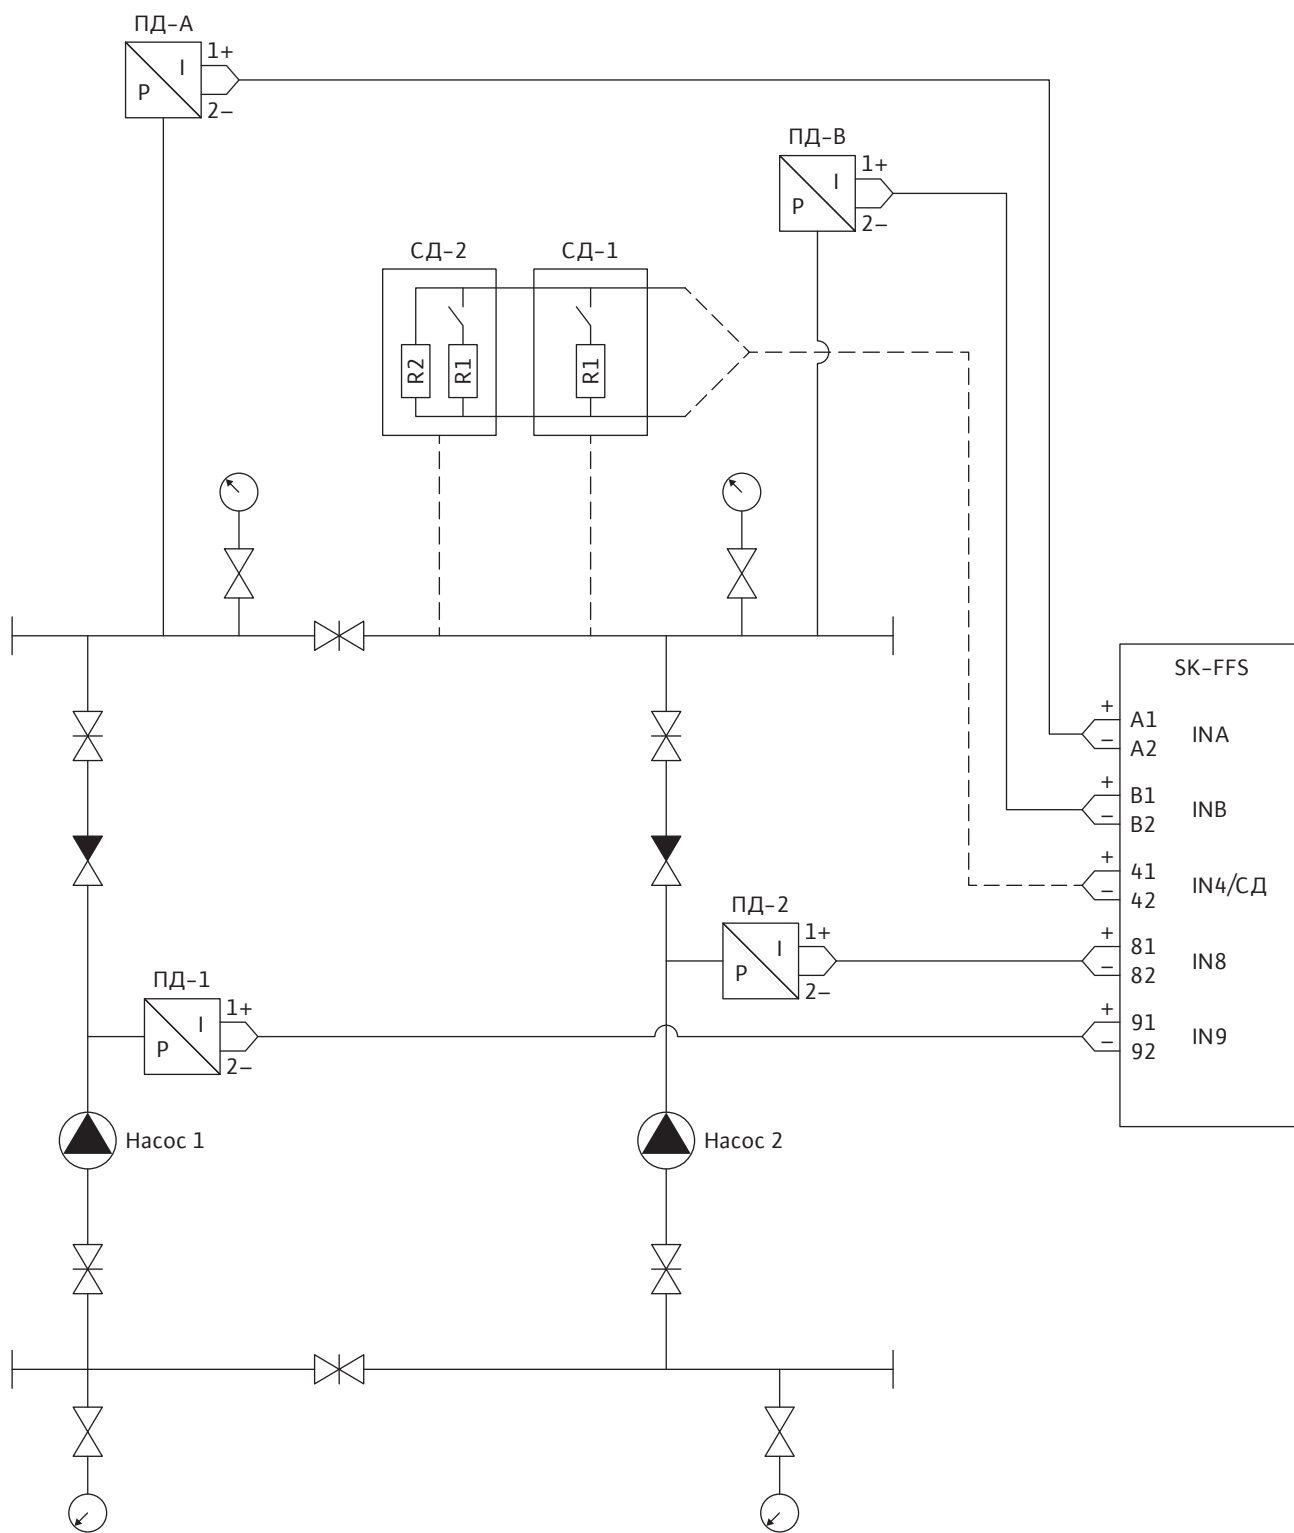 ПД-А
1+
I
P
2-
ПД-В
1+
I
P
2-
СД-2
СД-1
R2
R1
R1
SK-FFS
+
A1
INA
-
A2
+
B1
INB
-
B2
+
41
IN4/СД
-
42
ПД-2
1+
I
P
2-
+
81
IN8
-
82
ПД-1
1+
I
P
2-
+
91
IN9
-
92
Насос 1
Насос 2